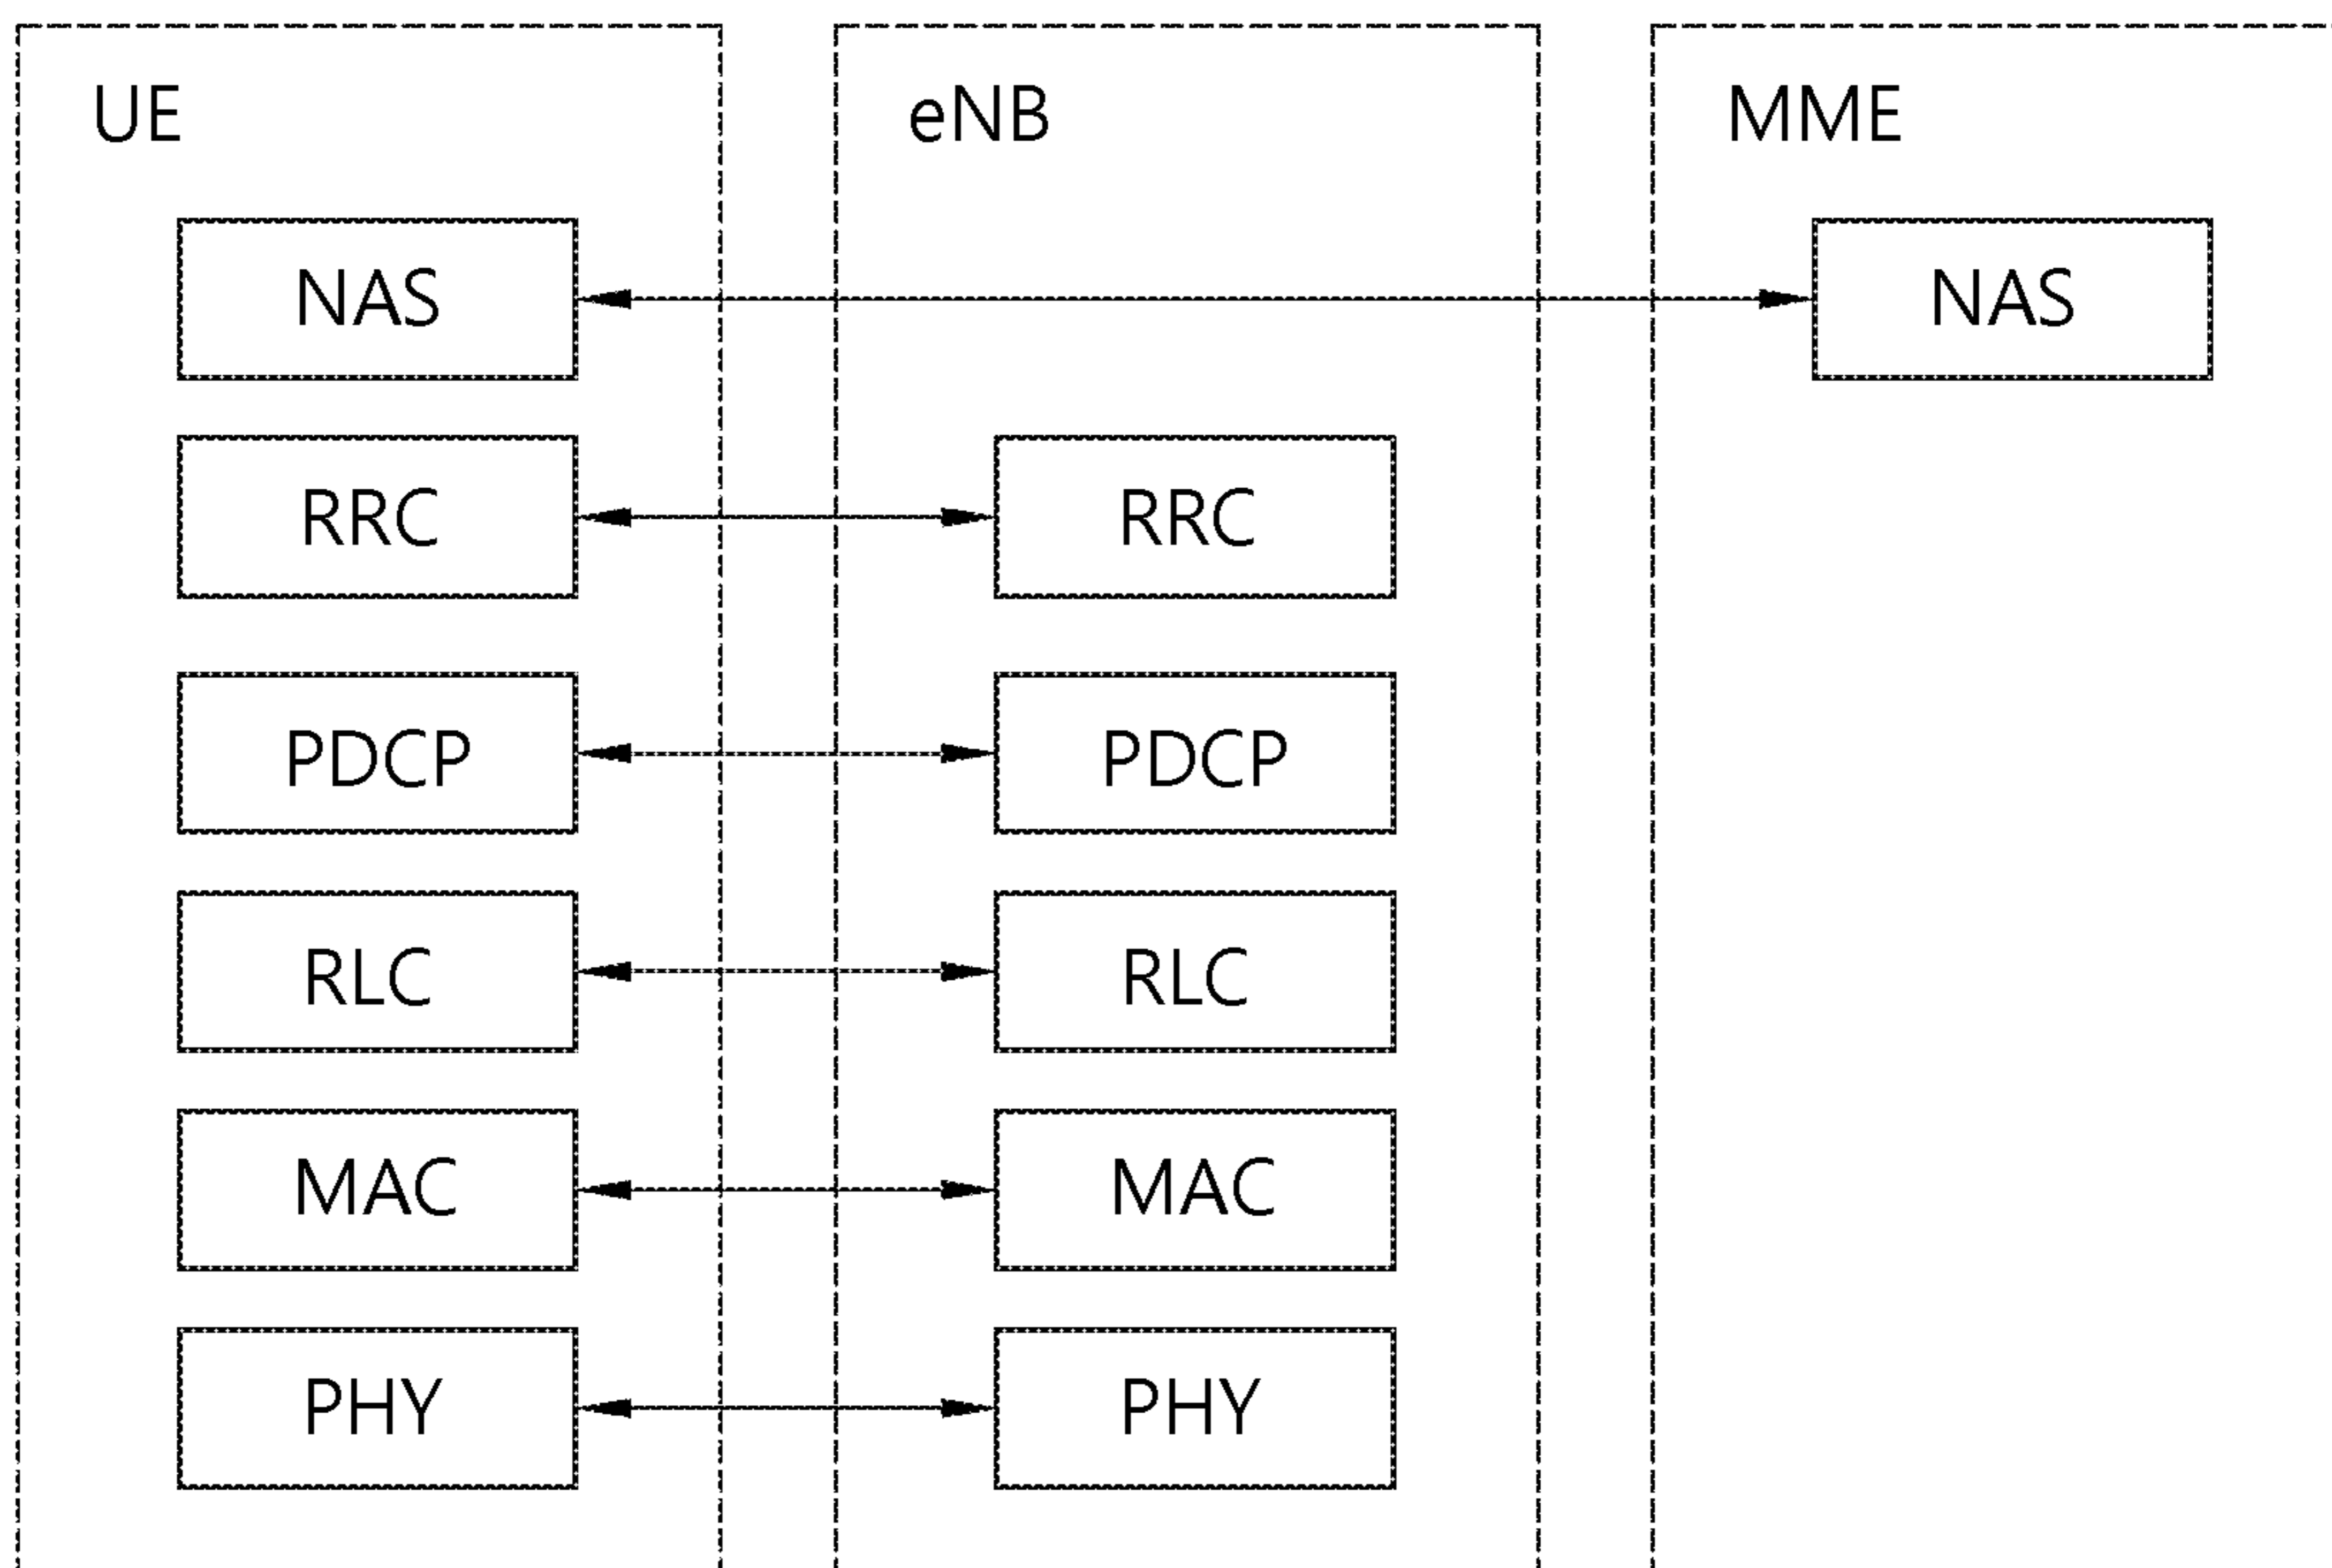 UE eNB MME
NAS NAS
RRC RRC
PDCP PDCP
RLC RLC
MAC MAC
PHY PHY